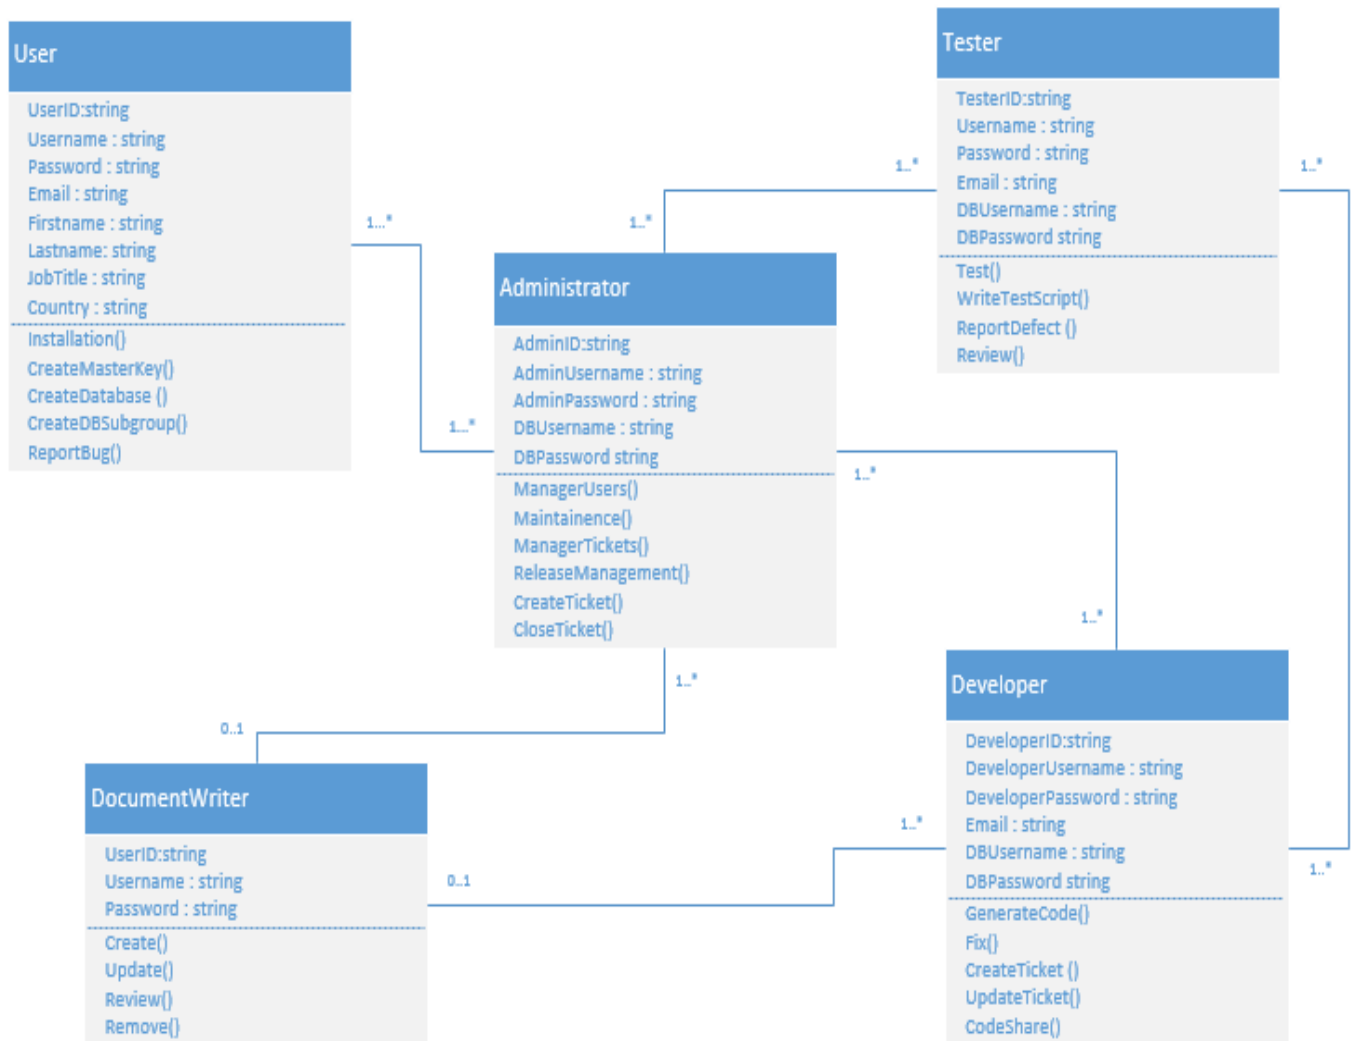 User
UserID:string
Username : string
Password : string
Email : string
Firstname : string
Lastname: string
JobTitle : string
Country : string
Installation()
CreateMasterKey()
CreateDatabase ()
CreateDBSubgroup()
ReportBug()
1...*
1...*
Tester
TesterID:string
Username : string
Password : string
Email : string
DBUsername : string
DBPassword string
Test()
WriteTestScript()
ReportDefect ()
Review()
1..*
1..*
1..*
Administrator
AdminID:string
AdminUsername : string
AdminPassword : string
DBUsername : string
DBPassword string
ManagerUsers()
Maintainence()
ManagerTickets()
ReleaseManagement()
CreateTicket()
CloseTicket()
1..*
1..*
1..*
0..1
DocumentWriter
UserID:string
Username : string
Password : string
Create()
Update()
Review()
Remove()
0..1
1..*
Developer
DeveloperID:string
DeveloperUsername : string
DeveloperPassword : string
Email : string
DBUsername : string
DBPassword string
GenerateCode()
Fix()
CreateTicket ()
UpdateTicket()
CodeShare()
1..*